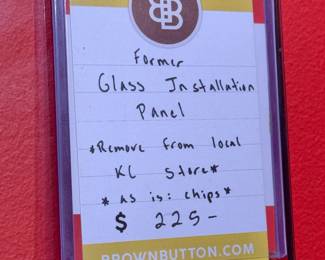 Former
Glass Installation
Panel
*Remove from local
KC Store*
* as is: chips*
$ 225-
BROWNBUTTON.COM